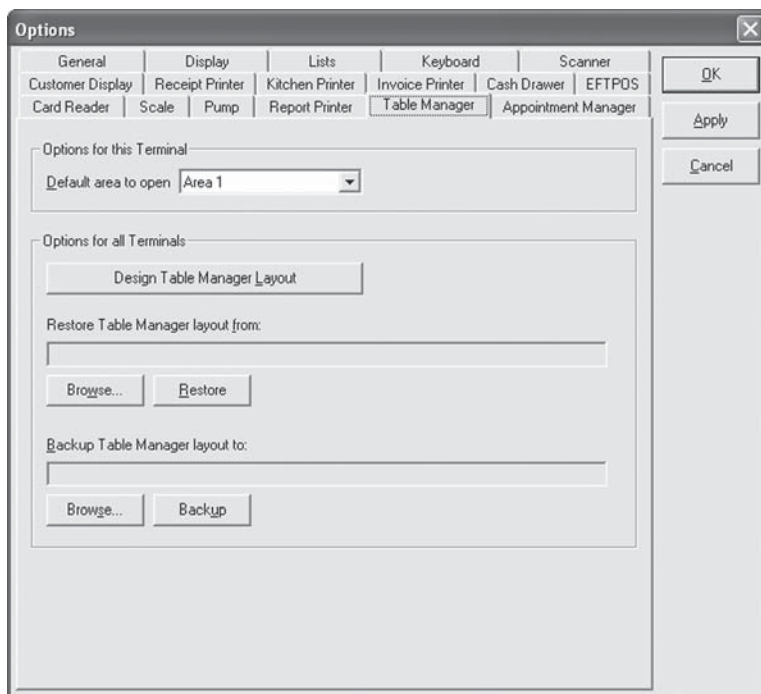 Options
General Display Lists Keyboard Scanner
Customer Display Receipt Printer Kitchen Printer Invoice Printer Cash Drawer EFTPOS
Card Reader Scale Pump Report Printer Table Manager Appointment Manager
OK
Apply
Cancel
Options for this Terminal
Default area to open Area 1
Options for all Terminals
Design Table Manager Layout
Restore Table Manager layout from:
Browse... Restore
Backup Table Manager layout to:
Browse... Backup